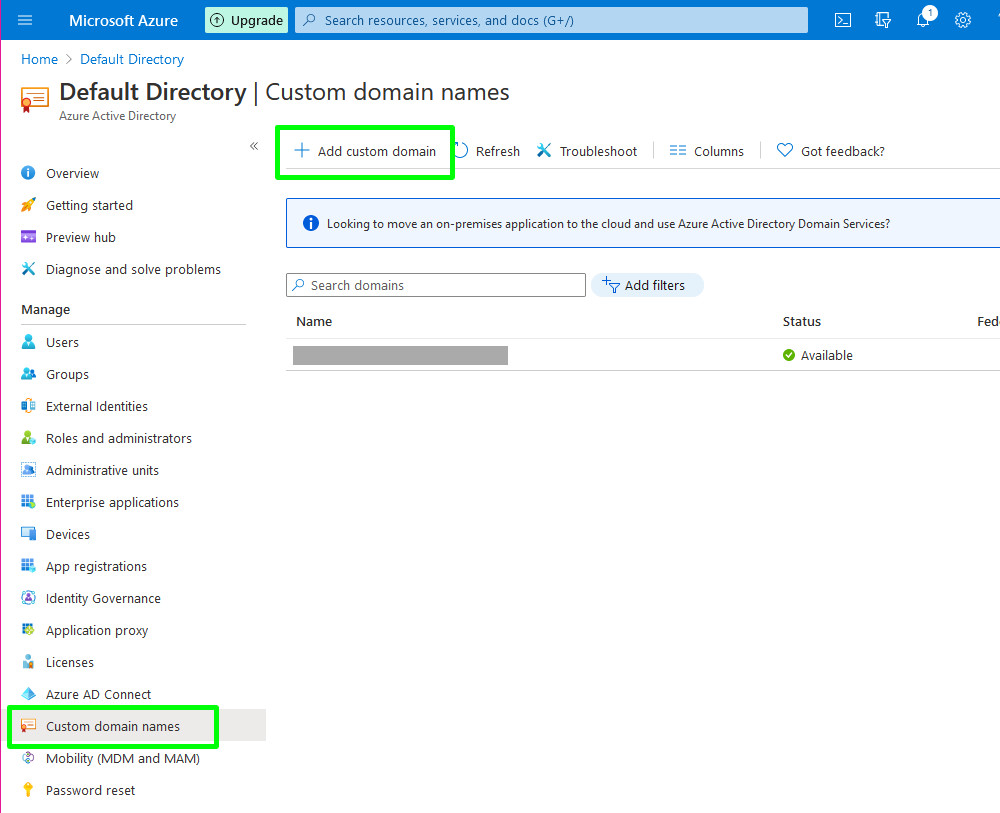 Microsoft Azure Upgrade Search resources, services, and docs (G+/) 1
Home > Default Directory
Default Directory | Custom domain names
Azure Active Directory
« + Add custom domain Refresh Troubleshoot Columns Got feedback?
Overview
Getting started
Preview hub
Diagnose and solve problems
Manage
Users
Groups
External Identities
Roles and administrators
Administrative units
Enterprise applications
Devices
App registrations
Identity Governance
Application proxy
Licenses
Azure AD Connect
Custom domain names
Mobility (MDM and MAM)
Password reset
Looking to move an on-premises application to the cloud and use Azure Active Directory Domain Services?
Search domains Add filters
Name Status
Available